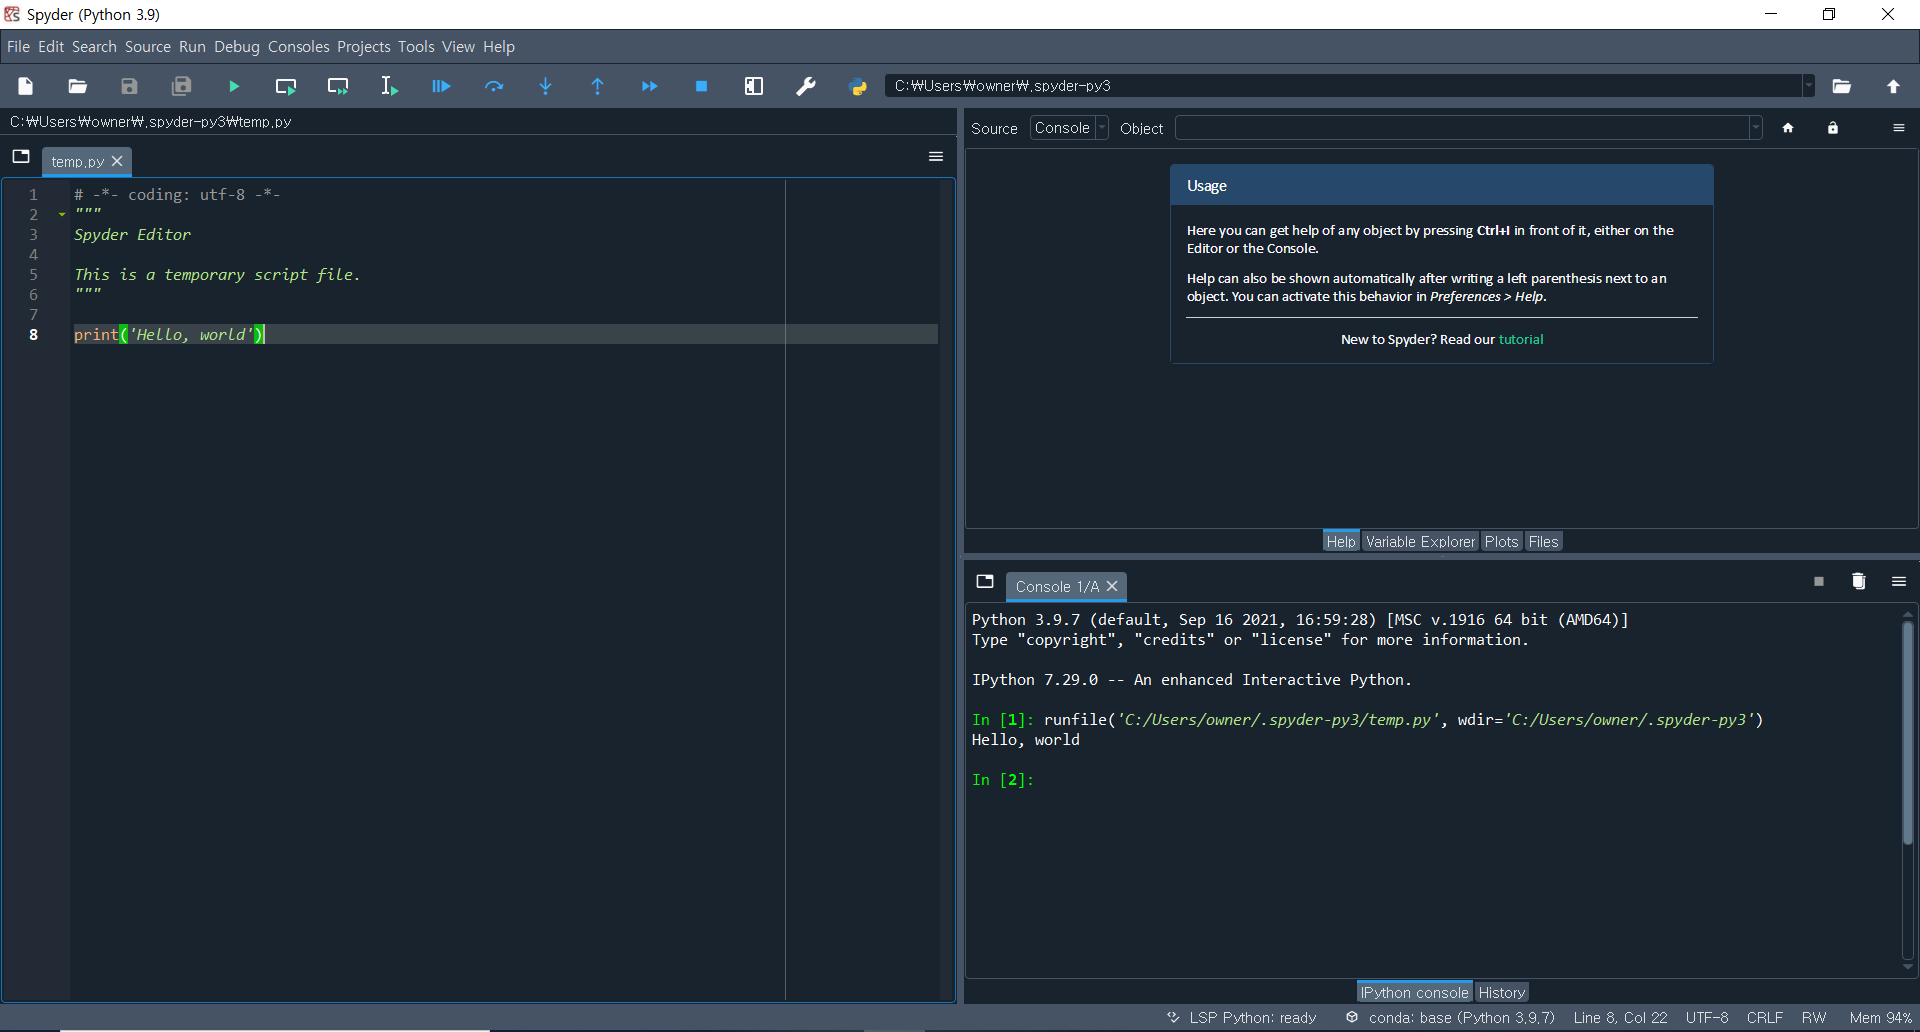 Spyder (Python 3.9)
File Edit Search Source Run Debug Consoles Projects Tools View Help
C:₩Users₩owner₩.spyder-py3
C:₩Users₩owner₩.spyder-py3₩temp.py
temp.py
1 # -*- coding: utf-8 -*-
2 """
3 Spyder Editor
4
5 This is a temporary script file.
6 """
7
8 print('Hello, world')
Source Console Object
Usage
Here you can get help of any object by pressing Ctrl+I in front of it, either on the
Editor or the Console.
Help can also be shown automatically after writing a left parenthesis next to an
object. You can activate this behavior in Preferences > Help.
New to Spyder? Read our tutorial
Help Variable Explorer Plots Files
Console 1/A
Python 3.9.7 (default, Sep 16 2021, 16:59:28) [MSC v.1916 64 bit (AMD64)]
Type "copyright", "credits" or "license" for more information.
IPython 7.29.0 -- An enhanced Interactive Python.
In [1]: runfile('C:/Users/owner/.spyder-py3/temp.py', wdir='C:/Users/owner/.spyder-py3')
Hello, world
In [2]:
IPython console History
LSP Python: ready conda: base (Python 3.9.7) Line 8, Col 22 UTF-8 CRLF RW Mem 94%